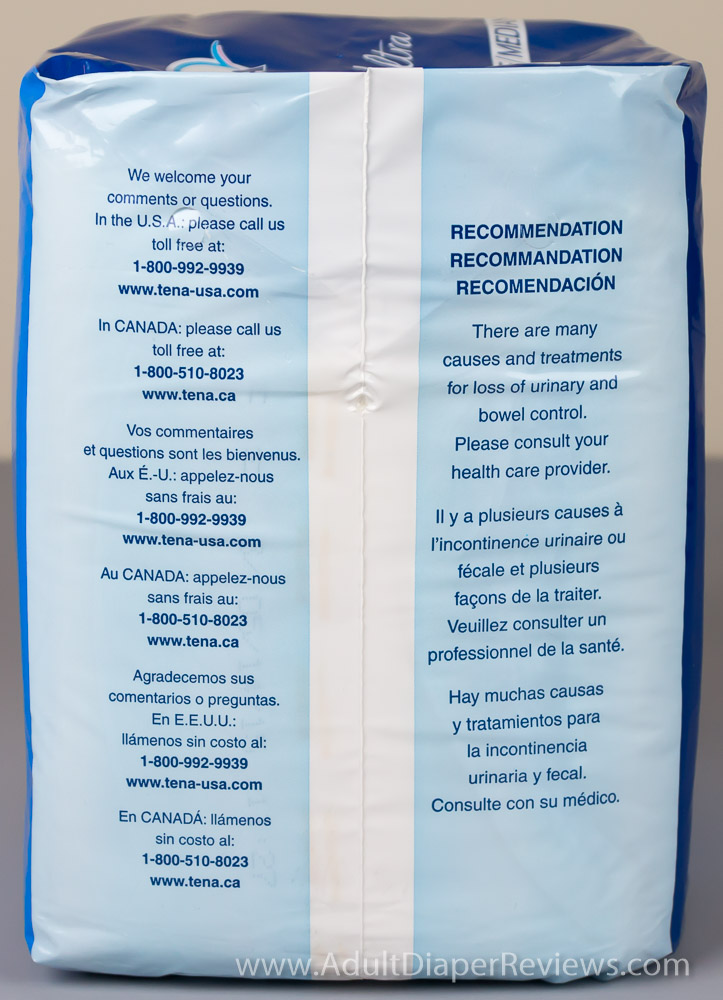 ltra
MEDIA
We welcome your
comments or questions.
In the U.S.A.: please call us
toll free at:
1-800-992-9939
www.tena-usa.com
In CANADA: please call us
toll free at:
1-800-510-8023
www.tena.ca
Vos commentaires
et questions sont les bienvenus.
Aux É.-U.: appelez-nous
sans frais au:
1-800-992-9939
www.tena-usa.com
Au CANADA: appelez-nous
sans frais au:
1-800-510-8023
www.tena.ca
Agradecemos sus
comentarios o preguntas.
En E.E.U.U.:
llámenos sin costo al:
1-800-992-9939
www.tena-usa.com
En CANADÁ: llámenos
sin costo al:
1-800-510-8023
www.tena.ca
RECOMMENDATION
RECOMMANDATION
RECOMENDACIÓN
There are many
causes and treatments
for loss of urinary and
bowel control.
Please consult your
health care provider.
Il y a plusieurs causes à
l'incontinence urinaire ou
fécale et plusieurs
façons de la traiter.
Veuillez consulter un
professionnel de la santé.
Hay muchas causas
y tratamientos para
la incontinencia
urinaria y fecal.
Consulte con su médico.
www.AdultDiaperReviews.com